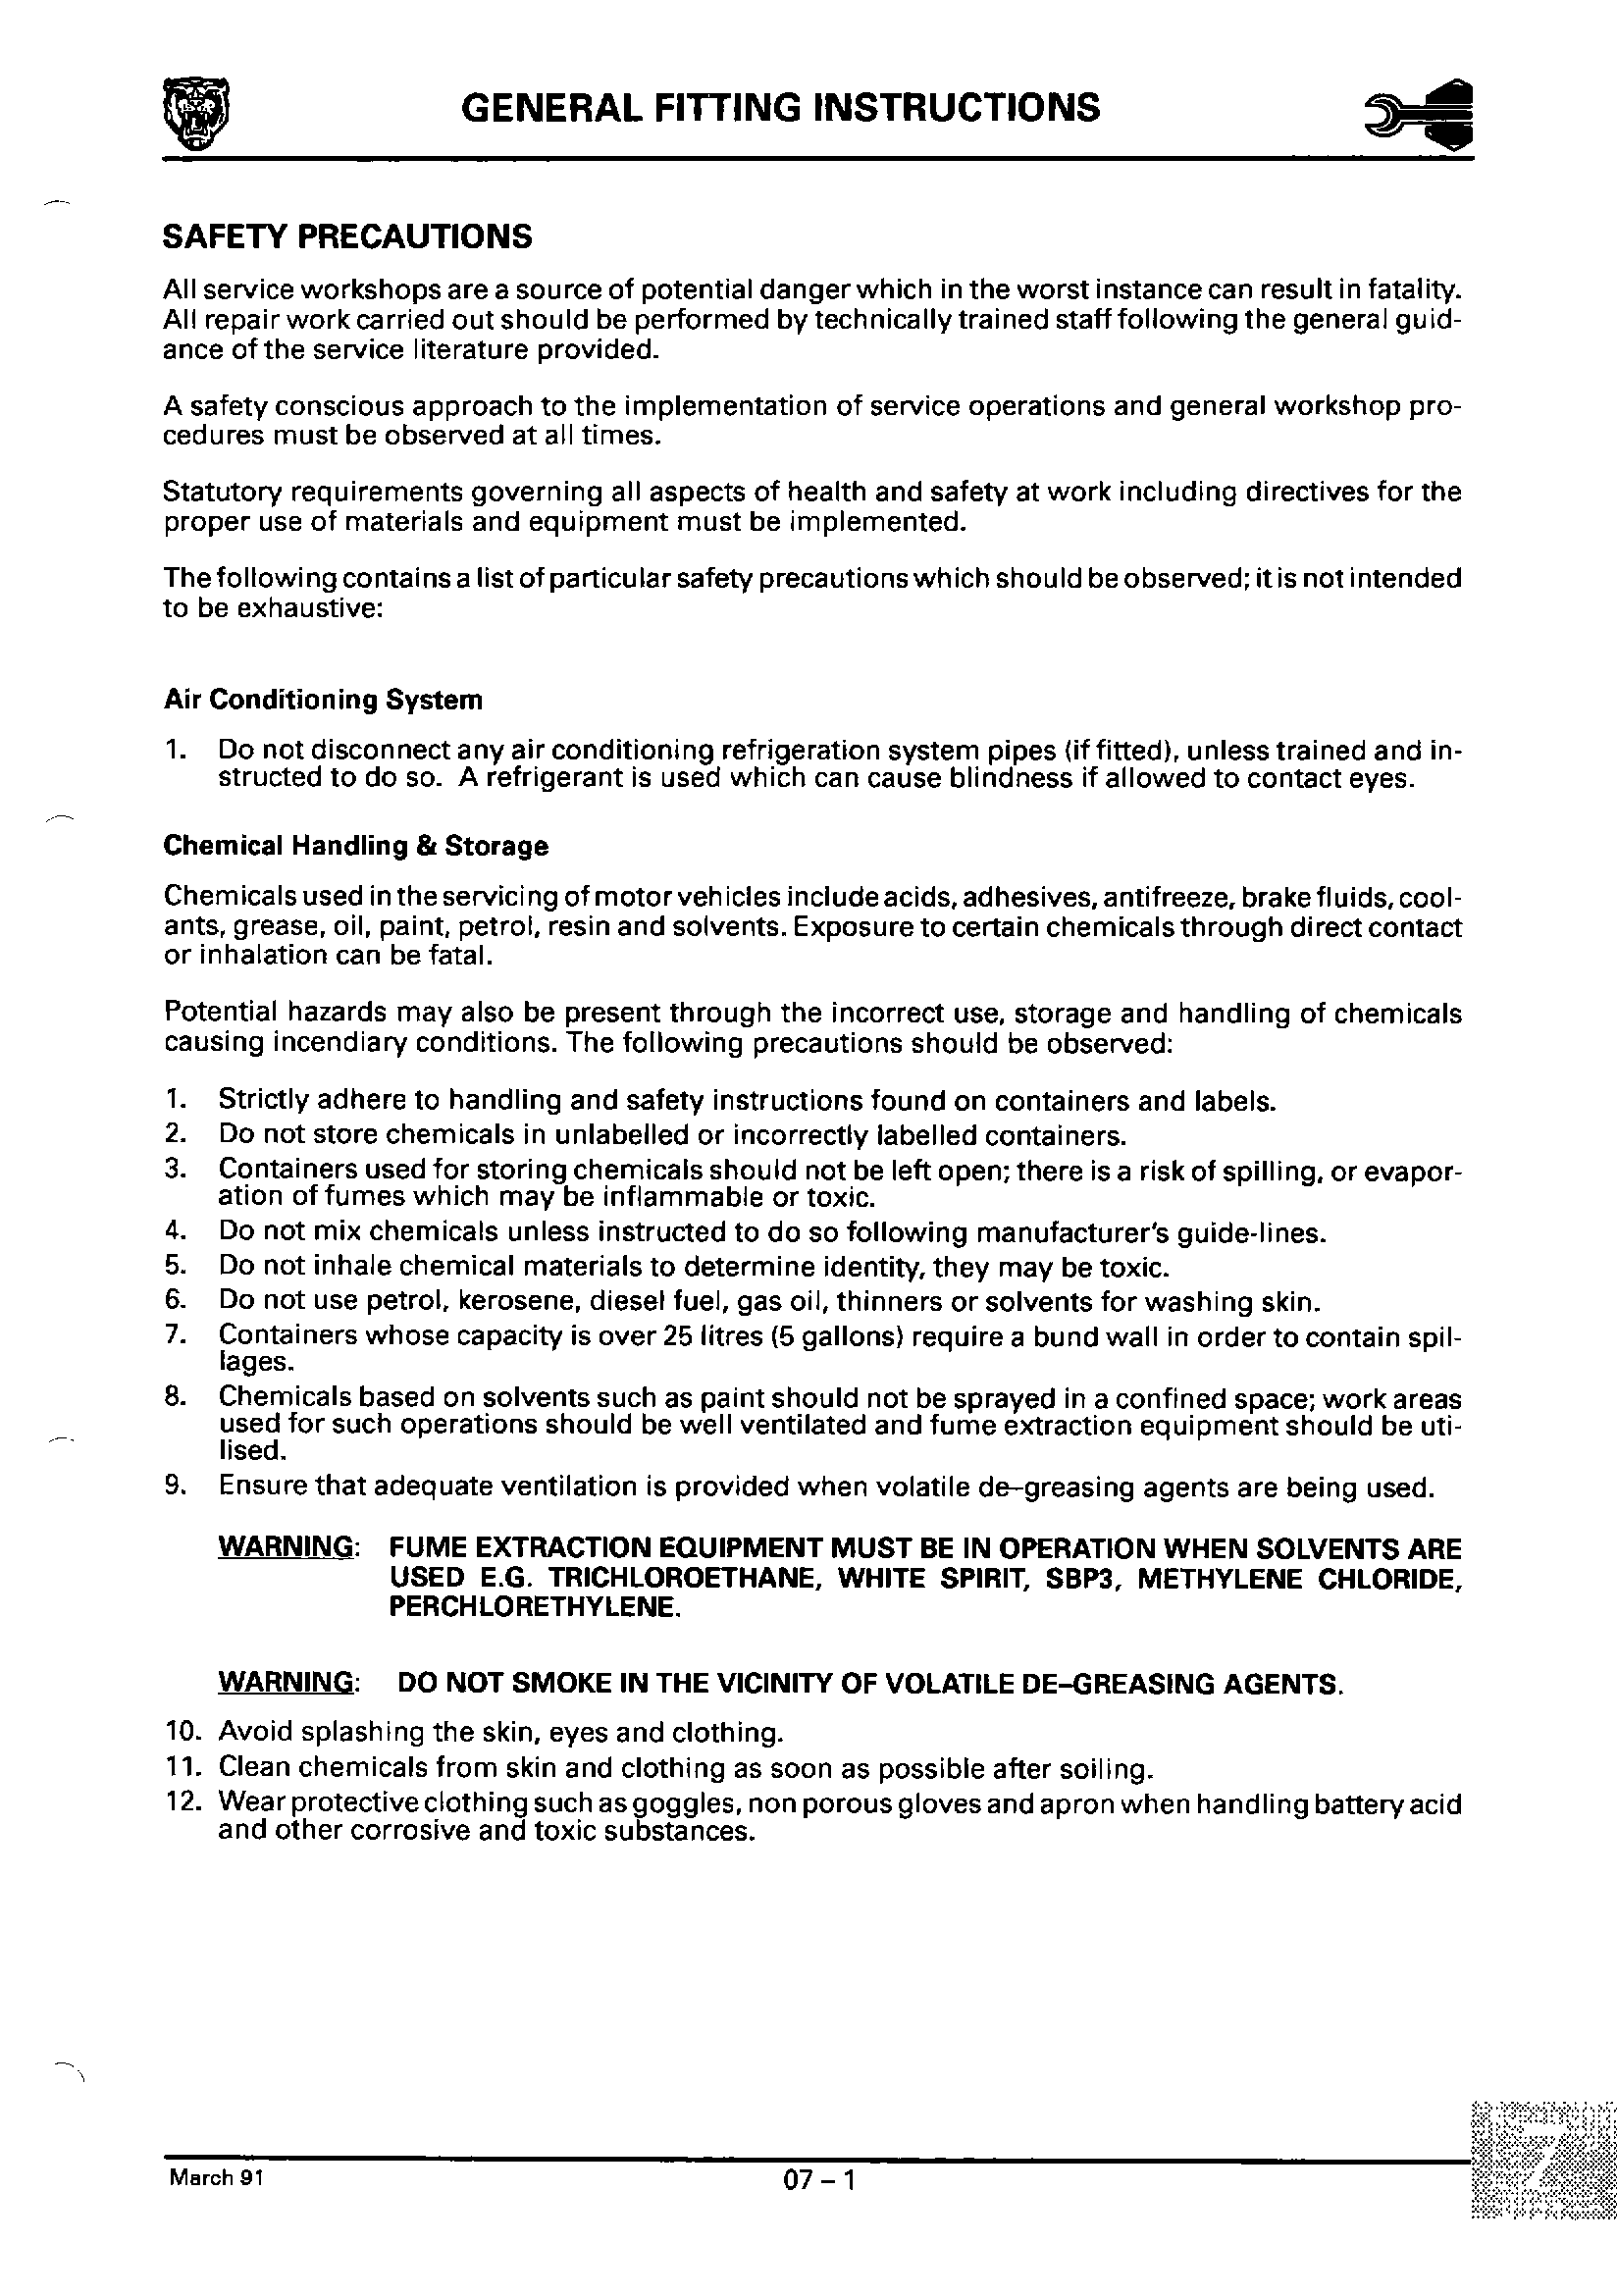 GENERAL FITTING INSTRUCTIONS
SAFETY PRECAUTIONS
All service workshops are a source of potential danger which in the worst instance can result in fatality.
All repair work carried out should be performed by technically trained staff following the general guid-
ance of the service literature provided.
A safety conscious approach to the implementation of service operations and general workshop pro-
cedures must be observed at all times.
Statutory requirements governing all aspects of health and safety at work including directives for the
proper use of materials and equipment must be implemented.
The following contains a list of particular safety precautions which should be observed; it is not intended
to be exhaustive:
Air Conditioning System
1. Do not disconnect any air conditioning refrigeration system pipes (if fitted), unless trained and in-
structed to do so. A refrigerant is used which can cause blindness if allowed to contact eyes.
Chemical Handling & Storage
Chemicals used in the servicing of motor vehicles include acids, adhesives, antifreeze, brake fluids, cool-
ants, grease, oil, paint, petrol, resin and solvents. Exposure to certain chemicals through direct contact
or inhalation can be fatal.
Potential hazards may also be present through the incorrect use, storage and handling of chemicals
causing incendiary conditions. The following precautions should be observed:
1. Strictly adhere to handling and safety instructions found on containers and labels.
2. Do not store chemicals in unlabelled or incorrectly labelled containers.
3. Containers used for storing chemicals should not be left open; there is a risk of spilling, or evapor-
ation of fumes which may be inflammable or toxic.
4. Do not mix chemicals unless instructed to do so following manufacturer's guide-lines.
5. Do not inhale chemical materials to determine identity, they may be toxic.
6. Do not use petrol, kerosene, diesel fuel, gas oil, thinners or solvents for washing skin.
7. Containers whose capacity is over 25 litres (5 gallons) require a bund wall in order to contain spil-
lages.
8. Chemicals based on solvents such as paint should not be sprayed in a confined space; work areas
used for such operations should be well ventilated and fume extraction equipment should be uti-
lised.
9. Ensure that adequate ventilation is provided when volatile de–greasing agents are being used.
WARNING: FUME EXTRACTION EQUIPMENT MUST BE IN OPERATION WHEN SOLVENTS ARE
USED E.G. TRICHLOROETHANE, WHITE SPIRIT, SBP3, METHYLENE CHLORIDE,
PERCHLORETHYLENE.
WARNING: DO NOT SMOKE IN THE VICINITY OF VOLATILE DE–GREASING AGENTS.
10. Avoid splashing the skin, eyes and clothing.
11. Clean chemicals from skin and clothing as soon as possible after soiling.
12. Wear protective clothing such as goggles, non porous gloves and apron when handling battery acid
and other corrosive and toxic substances.
March 91
07 – 1
7